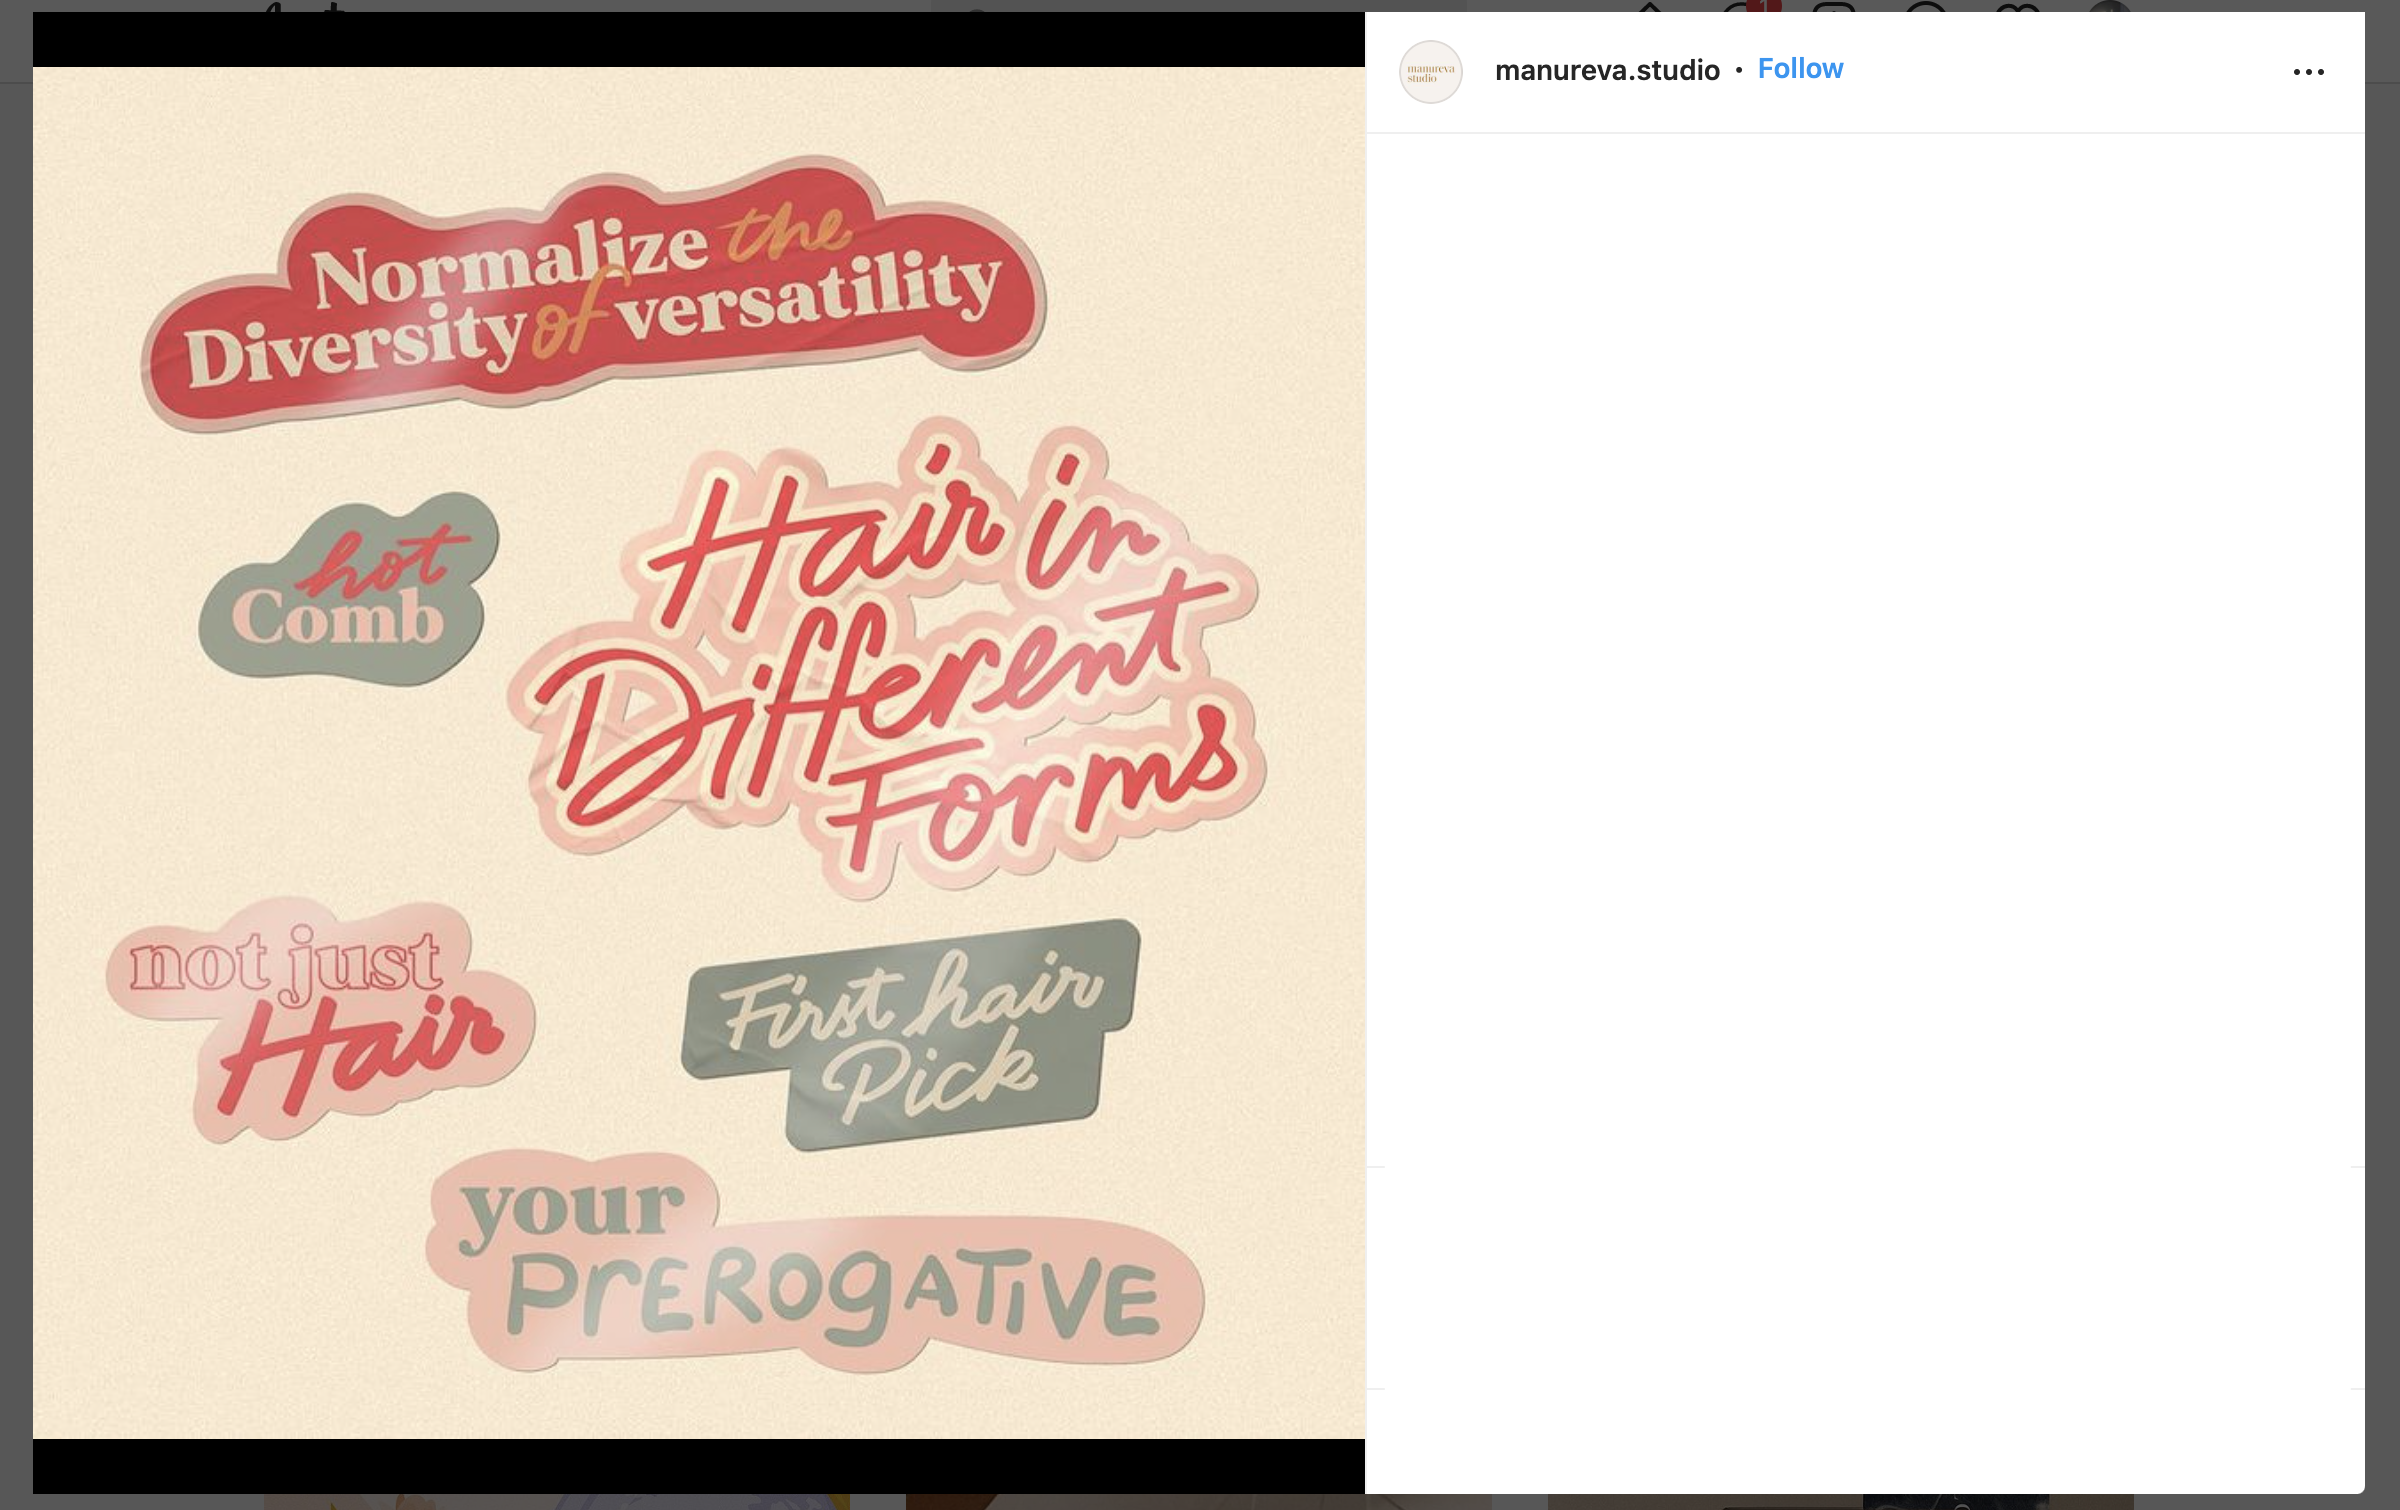 manureva
studio
manureva.studio • Follow
1
Normalize the
Diversity of versatility
hot
Comb
Hair in
Different
Forms
not just
Hair
First hair
Pick
your
PrEROgATIVE